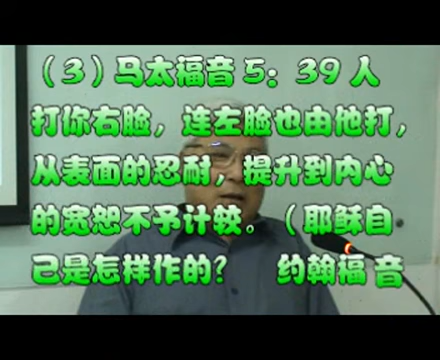 （3）马太福音 5：39 人
打你右脸，连左脸也由他打，
从表面的忍耐，提升到内心
的宽恕不予计较。（耶稣自
己是怎样作的？ 约翰福音